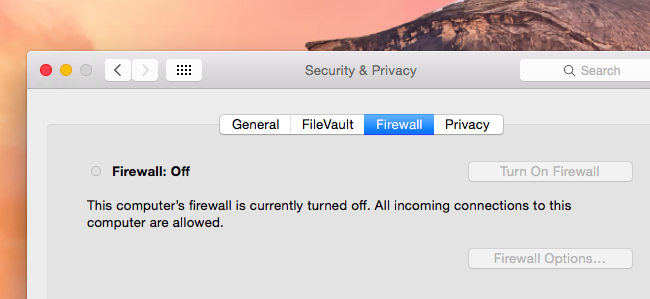 Security & Privacy
Search
General
FileVault
Firewall
Privacy
Firewall: Off
Turn On Firewall
This computer's firewall is currently turned off. All incoming connections to this
computer are allowed.
Firewall Options...